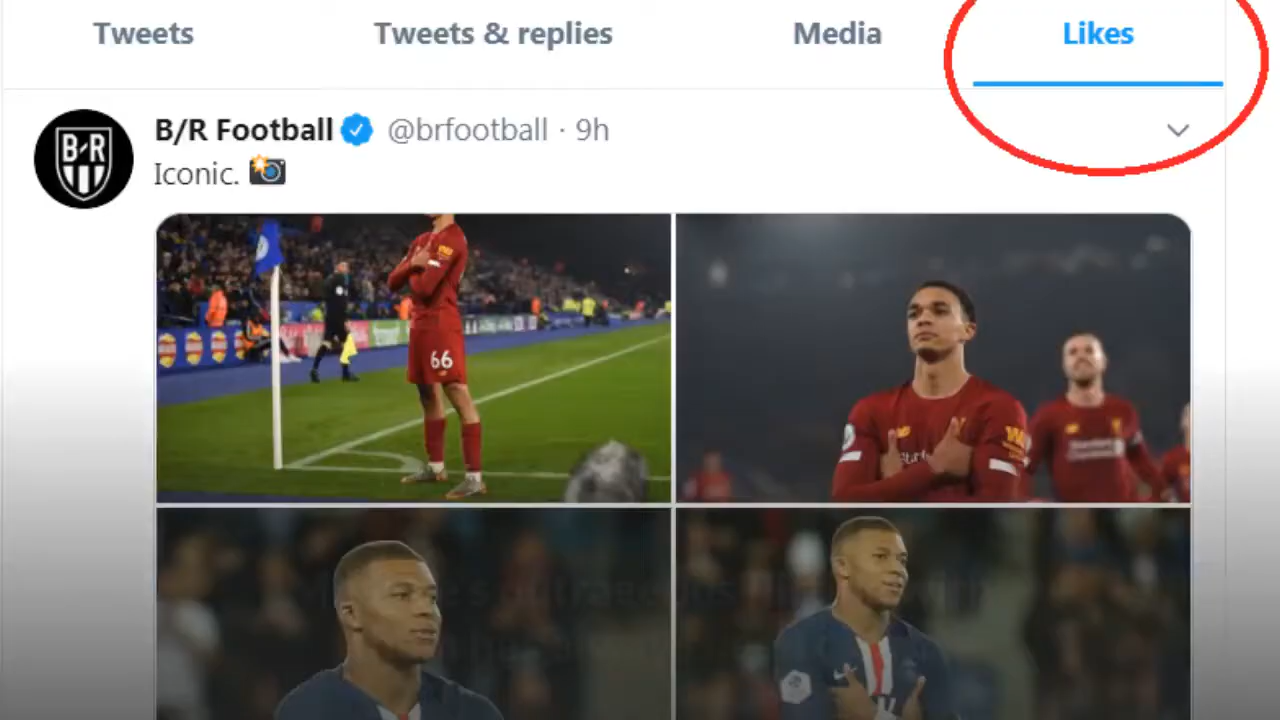 Tweets Tweets & replies Media Likes
B/R Football @brfootball · 9h
Iconic.
B-R
66